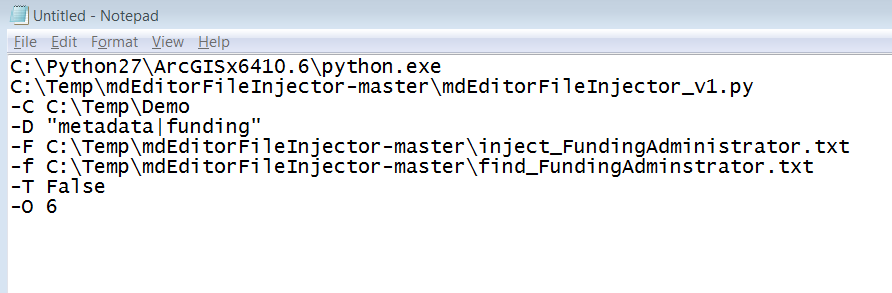 Untitled - Notepad
File Edit Format View Help
C:\Python27\ArcGISx6410.6\python.exe
C:\Temp\mdEditorFileInjector-master\mdEditorFileInjector_v1.py
-C C:\Temp\Demo
-D "metadata|funding"
-F C:\Temp\mdEditorFileInjector-master\inject_FundingAdministrator.txt
-f C:\Temp\mdEditorFileInjector-master\find_FundingAdminstrator.txt
-T False
-O 6